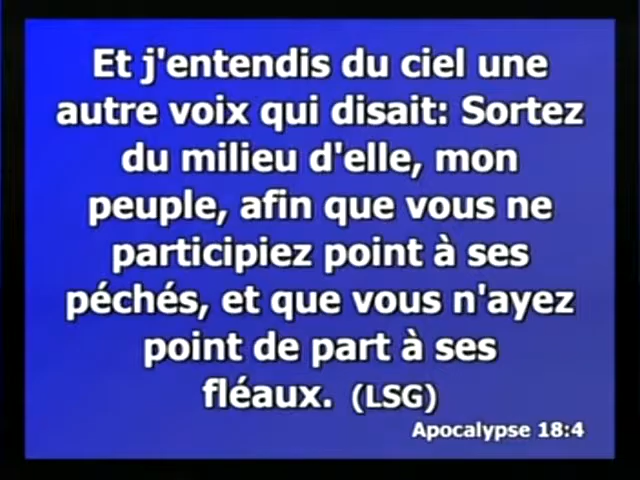 Et j'entendis du ciel une
autre voix qui disait: Sortez
du milieu d'elle, mon
peuple, afin que vous ne
participiez point à ses
péchés, et que vous n'ayez
point de part à ses
fléaux. (LSG)
Apocalypse 18:4